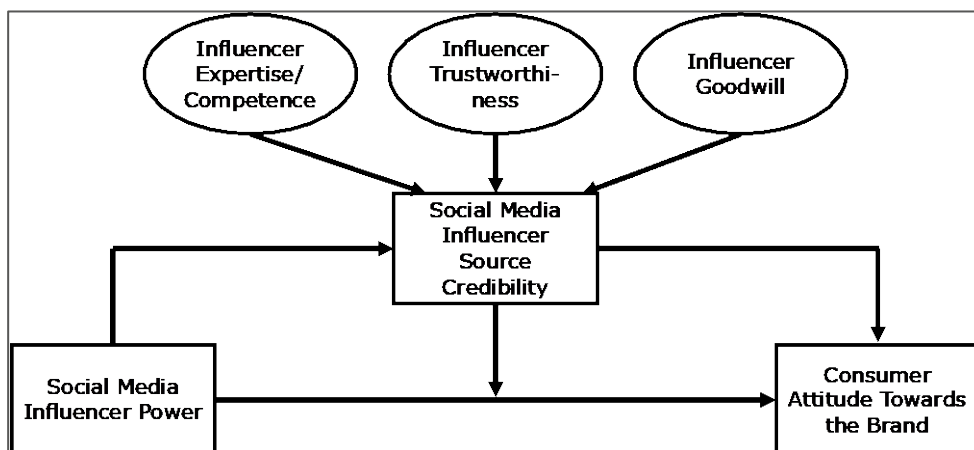 Influencer
Expertise/
Competence
Influencer
Trustworthi-
iness
Influencer
Goodwill
Social Media
Influencer
Source
Credibility
Social Media
Influencer Power
Consumer
Attitude Towards
the Brand